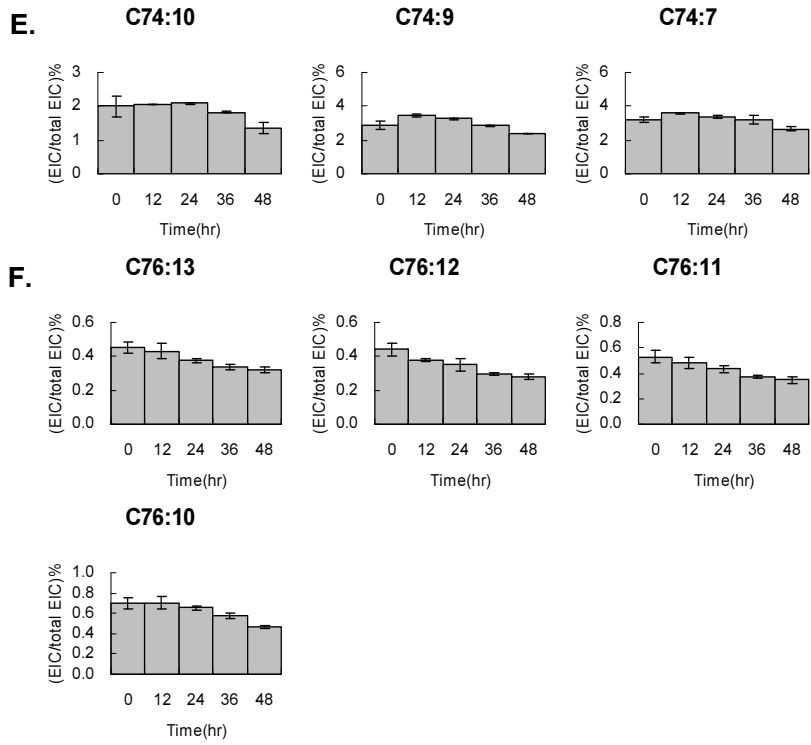 E.
C74:10
C74:9
C74:7
(EIC/total EIC)%
3
2
1
0
0 12 24 36 48
Time(hr)
(EIC/total EIC)%
6
4
2
0
0 12 24 36 48
Time(hr)
(EIC/total EIC)%
6
4
2
0
0 12 24 36 48
Time(hr)
F.
C76:13
C76:12
C76:11
(EIC/total EIC)%
0.6
0.4
0.2
0.0
0 12 24 36 48
Time(hr)
(EIC/total EIC)%
0.6
0.4
0.2
0.0
0 12 24 36 48
Time(hr)
(EIC/total EIC)%
0.8
0.6
0.4
0.2
0.0
0 12 24 36 48
Time(hr)
C76:10
(EIC/total EIC)%
1.0
0.8
0.6
0.4
0.2
0.0
0 12 24 36 48
Time(hr)